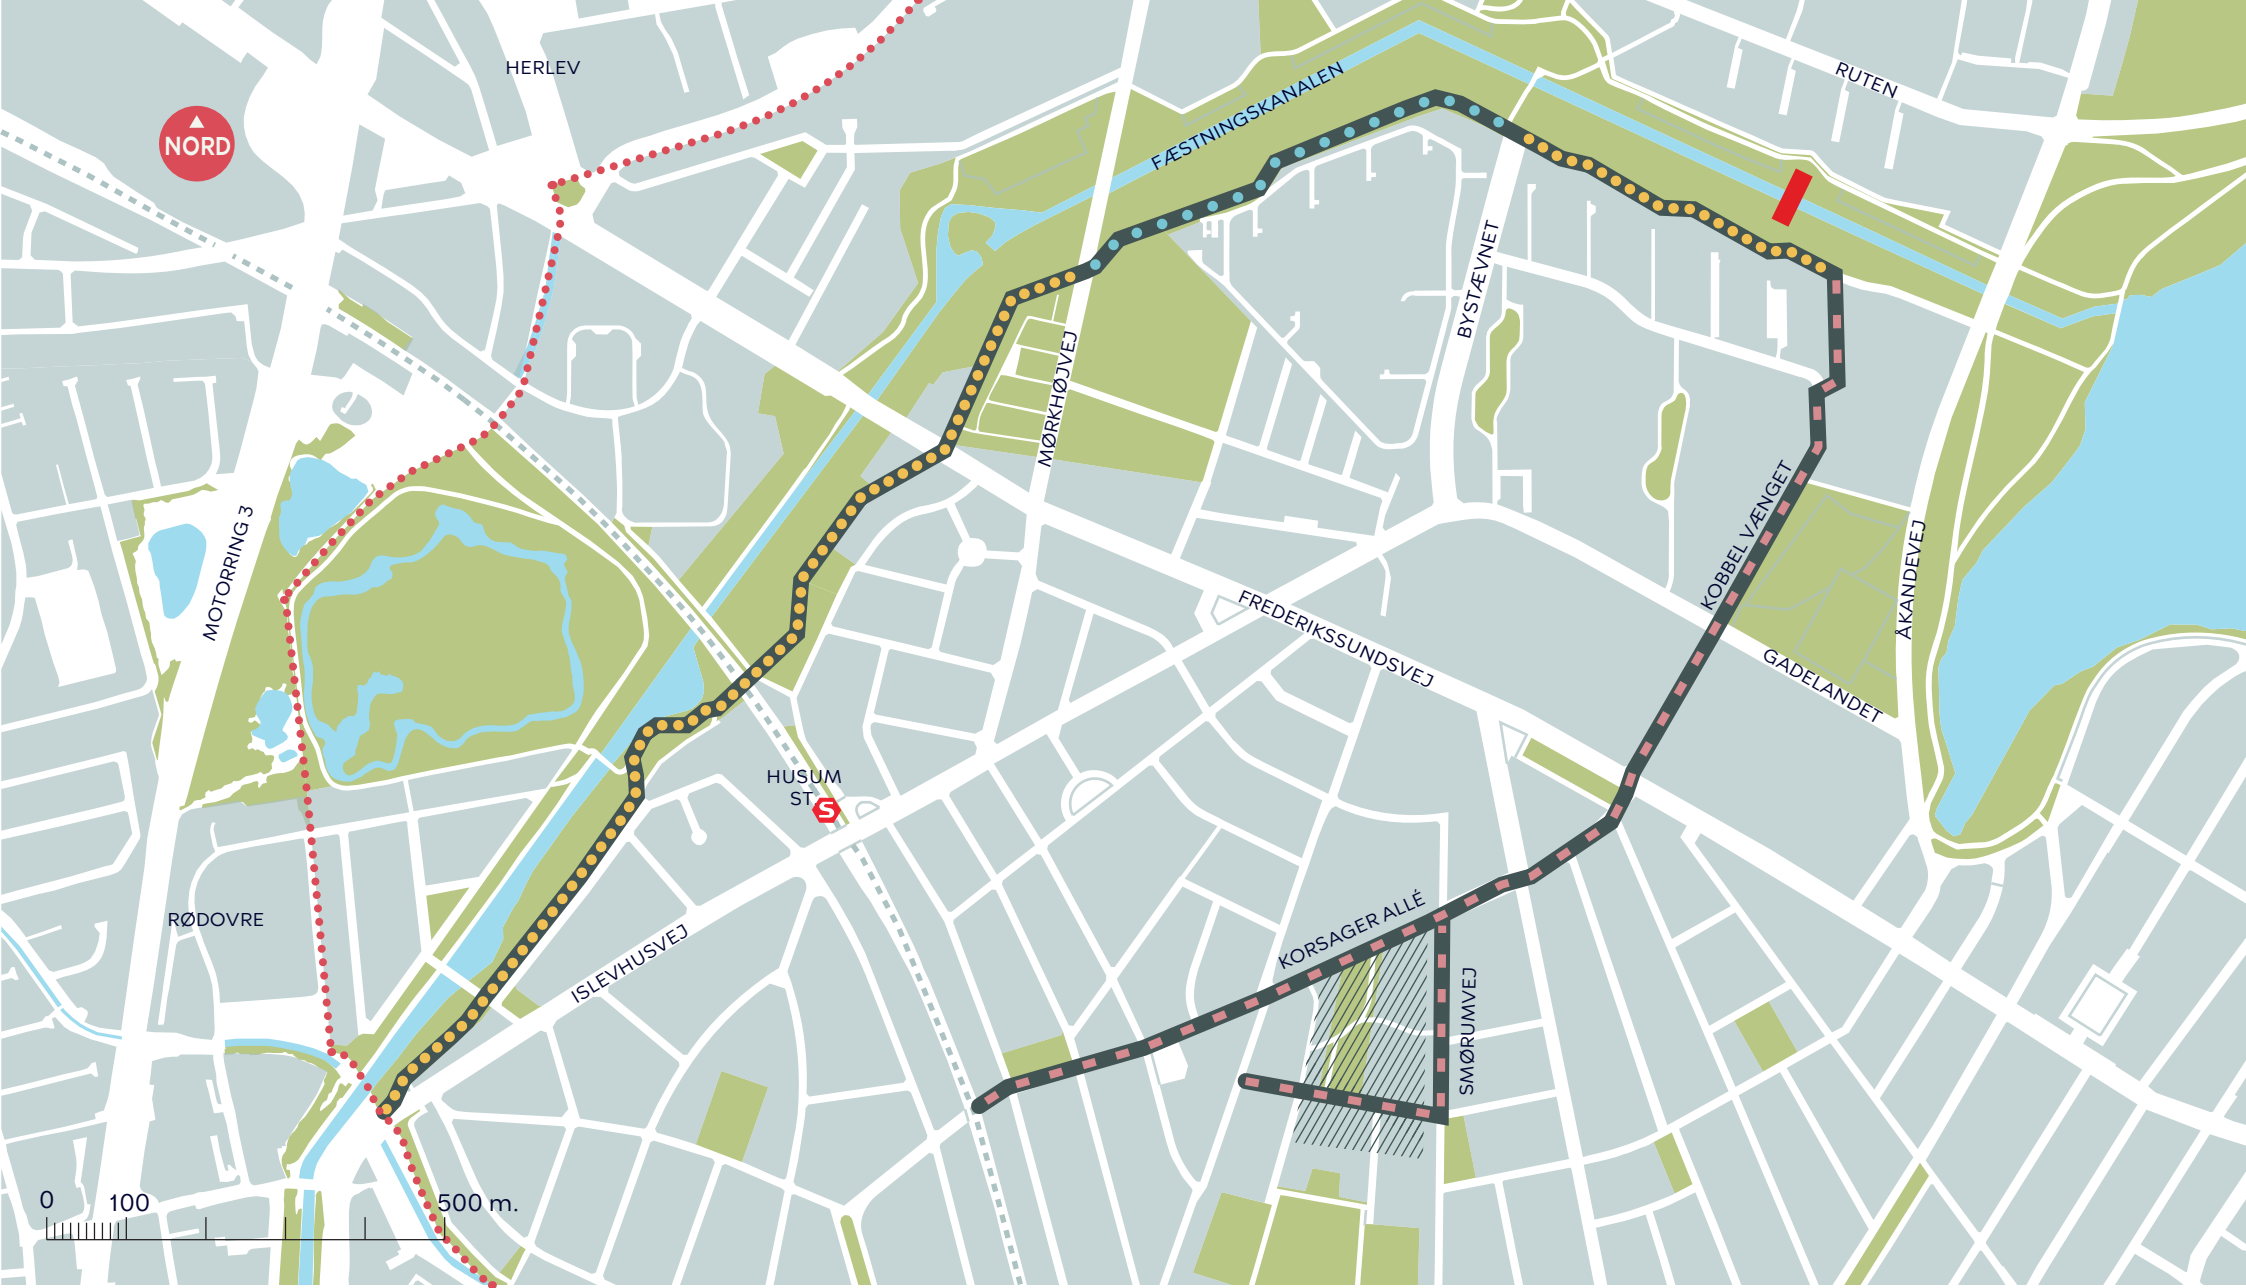 HERLEV
RUTEN
FÆSTNINGSKANALEN
NORD
BYSTÆVNET
MØRKHØJVEJ
MOTORRING 3
KOBBEL VÆNGET
ÅKANDEVEJ
FREDERIKSSUNDSVEJ
GADELANDET
HUSUM
ST.
S
RØDOVRE
KORSAGER ALLÉ
ISLEVHUSVEJ
SMØRUMVEJ
0 100 500 m.